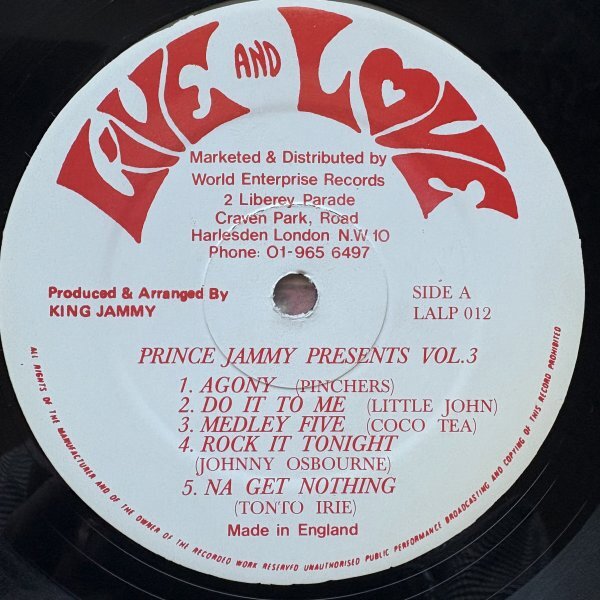 LIVE AND LOVE
Marketed & Distributed by
World Enterprise Records
2 Liberey Parade
Craven Park, Road
Harlesden London N.W.10
Phone: 01-965 6497
Produced & Arranged By
KING JAMMY
SIDE A
LALP 012
PRINCE JAMMY PRESENTS VOL.3
1. AGONY (PINCHERS)
2. DO IT TO ME (LITTLE JOHN)
3. MEDLEY FIVE (COCO TEA)
4. ROCK IT TONIGHT
(JOHNNY OSBOURNE)
5. NA GET NOTHING
(TONTO IRIE)
Made in England
ALL RIGHTS OF THE MANUFACTURER AND OF THE OWNER OF THE RECORDED WORK RESERVED UNAUTHORISED PUBLIC PERFORMANCE BROADCASTING AND COPYING OF THIS RECORD PROHIBITED